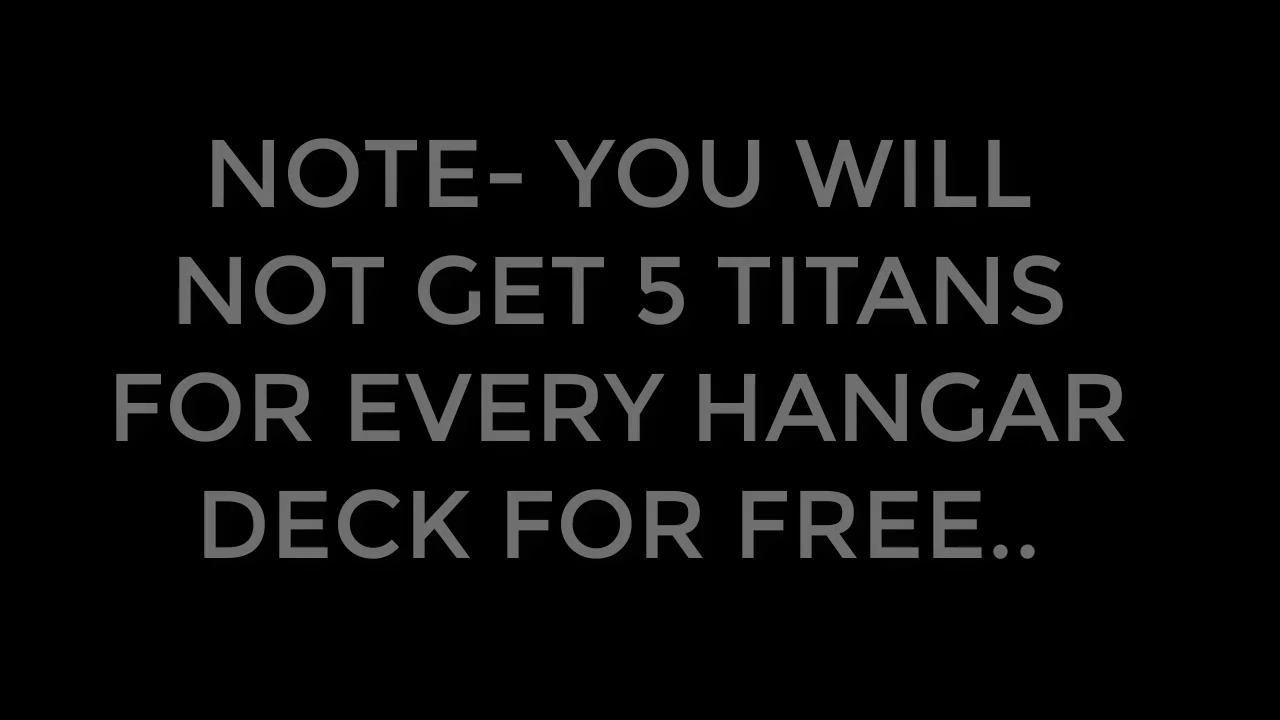 NOTE- YOU WILL
NOT GET 5 TITANS
FOR EVERY HANGAR
DECK FOR FREE..